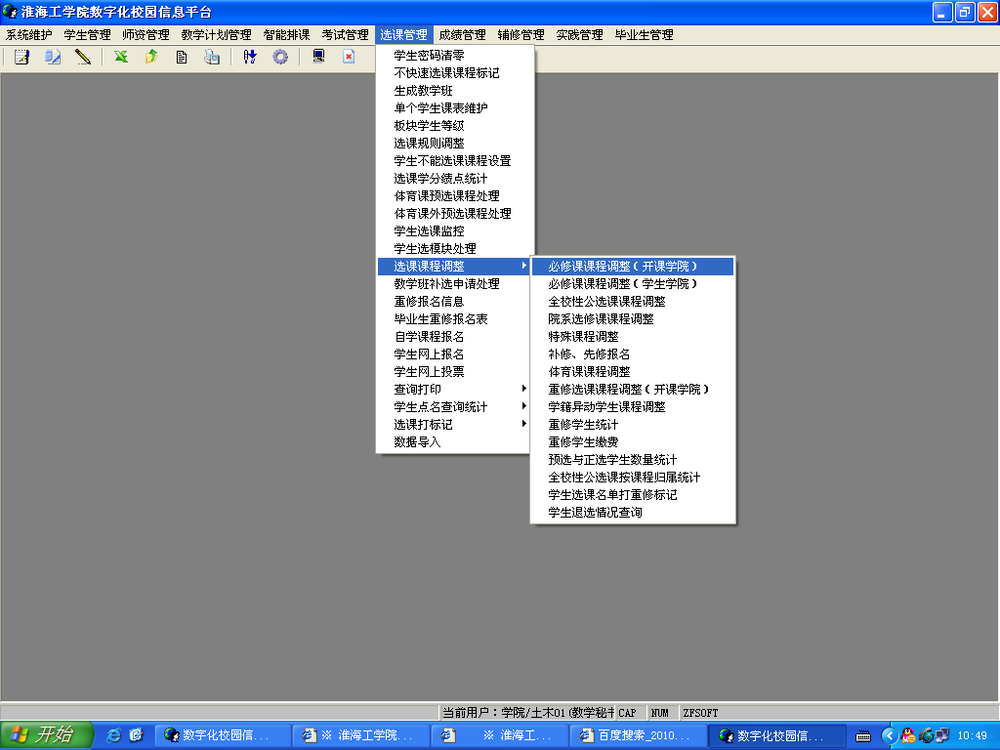 淮海工学院数字化校园信息平台
系统维护 学生管理 师资管理 教学计划管理 智能排课 考试管理 选课管理 成绩管理 辅修管理 实践管理 毕业生管理
学生密码清零
不快速选课课程标记
生成教学班
单个学生课表维护
板块学生等级
选课规则调整
学生不能选课课程设置
选课学分绩点统计
体育课预选课程处理
体育课外预选课程处理
学生选课监控
学生选模块处理
选课课程调整
教学班补选申请处理
重修报名信息
毕业生重修报名表
自学课程报名
学生网上报名
学生网上投票
查询打印
学生点名查询统计
选课打标记
数据导入
必修课课程调整(开课学院)
必修课课程调整(学生学院)
全校性公选课课程调整
院系选修课课程调整
特殊课程调整
补修、先修报名
体育课课程调整
重修选课课程调整(开课学院)
学籍异动学生课程调整
重修学生统计
重修学生缴费
预选与正选学生数量统计
全校性公选课按课程归属统计
学生选课名单打重修标记
学生退选情况查询
当前用户：学院/土木01(教学秘书 CAP NUM ZFSOFT
开始 数字化校园信... ※ 淮海工学院... ※ 淮海工... 百度搜索_2010... 数字化校园信... 10:49